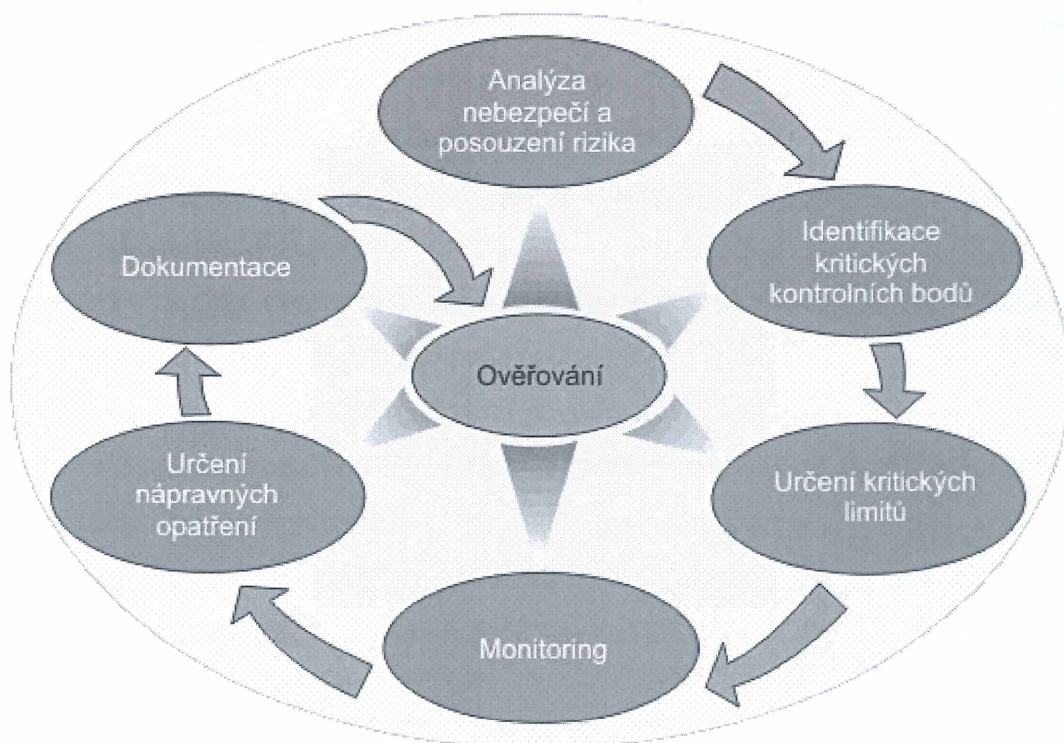 Analýza
nebezpečí a
posouzení rizika
Identifikace
kritických
kontrolních bodů
Určení kritických
limitů
Monitoring
Určení
nápravných
opatření
Dokumentace
Ověřování